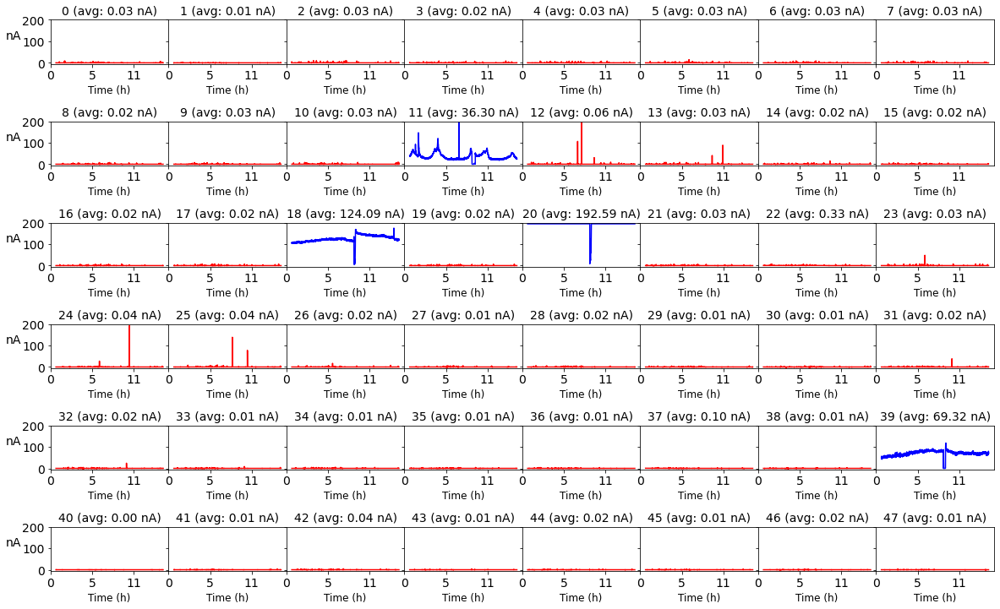 0 (avg: 0.03 nA) 1 (avg: 0.01 nA) 2 (avg: 0.03 nA) 3 (avg: 0.02 nA) 4 (avg: 0.03 nA) 5 (avg: 0.03 nA) 6 (avg: 0.03 nA) 7 (avg: 0.03 nA)
200
nA
100
0
0 5 11 0 5 11 0 5 11 0 5 11 0 5 11 0 5 11 0 5 11 0 5 11
Time (h) Time (h) Time (h) Time (h) Time (h) Time (h) Time (h) Time (h)
8 (avg: 0.02 nA) 9 (avg: 0.03 nA) 10 (avg: 0.03 nA) 11 (avg: 36.30 nA) 12 (avg: 0.06 nA) 13 (avg: 0.03 nA) 14 (avg: 0.02 nA) 15 (avg: 0.02 nA)
200
nA
100
0
0 5 11 0 5 11 0 5 11 0 5 11 0 5 11 0 5 11 0 5 11 0 5 11
Time (h) Time (h) Time (h) Time (h) Time (h) Time (h) Time (h) Time (h)
16 (avg: 0.02 nA) 17 (avg: 0.02 nA) 18 (avg: 124.09 nA) 19 (avg: 0.02 nA) 20 (avg: 192.59 nA) 21 (avg: 0.03 nA) 22 (avg: 0.33 nA) 23 (avg: 0.03 nA)
200
nA
100
0
0 5 11 0 5 11 0 5 11 0 5 11 0 5 11 0 5 11 0 5 11 0 5 11
Time (h) Time (h) Time (h) Time (h) Time (h) Time (h) Time (h) Time (h)
24 (avg: 0.04 nA) 25 (avg: 0.04 nA) 26 (avg: 0.02 nA) 27 (avg: 0.01 nA) 28 (avg: 0.02 nA) 29 (avg: 0.01 nA) 30 (avg: 0.01 nA) 31 (avg: 0.02 nA)
200
nA
100
0
0 5 11 0 5 11 0 5 11 0 5 11 0 5 11 0 5 11 0 5 11 0 5 11
Time (h) Time (h) Time (h) Time (h) Time (h) Time (h) Time (h) Time (h)
32 (avg: 0.02 nA) 33 (avg: 0.01 nA) 34 (avg: 0.01 nA) 35 (avg: 0.01 nA) 36 (avg: 0.01 nA) 37 (avg: 0.10 nA) 38 (avg: 0.01 nA) 39 (avg: 69.32 nA)
200
nA
100
0
0 5 11 0 5 11 0 5 11 0 5 11 0 5 11 0 5 11 0 5 11 0 5 11
Time (h) Time (h) Time (h) Time (h) Time (h) Time (h) Time (h) Time (h)
40 (avg: 0.00 nA) 41 (avg: 0.01 nA) 42 (avg: 0.04 nA) 43 (avg: 0.01 nA) 44 (avg: 0.02 nA) 45 (avg: 0.01 nA) 46 (avg: 0.02 nA) 47 (avg: 0.01 nA)
200
nA
100
0
0 5 11 0 5 11 0 5 11 0 5 11 0 5 11 0 5 11 0 5 11 0 5 11
Time (h) Time (h) Time (h) Time (h) Time (h) Time (h) Time (h) Time (h)